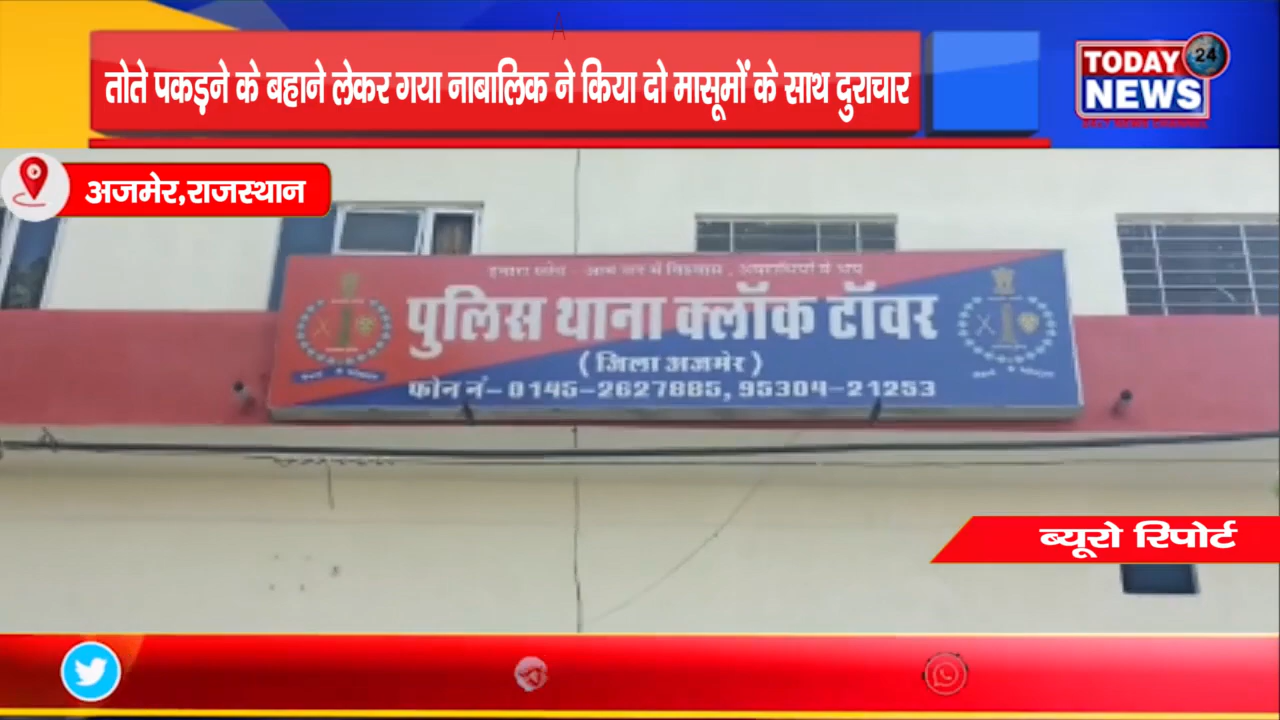 तोते पकड़ने के बहाने लेकर गया नाबालिक ने किया दो मासूमों के साथ दुराचार
TODAY 24
NEWS
अजमेर,राजस्थान
पुलिस थाना क्लॉक टॉवर
(जिला अजमेर)
फोन नं- 0145-2627885, 95304-21253
ब्यूरो रिपोर्ट